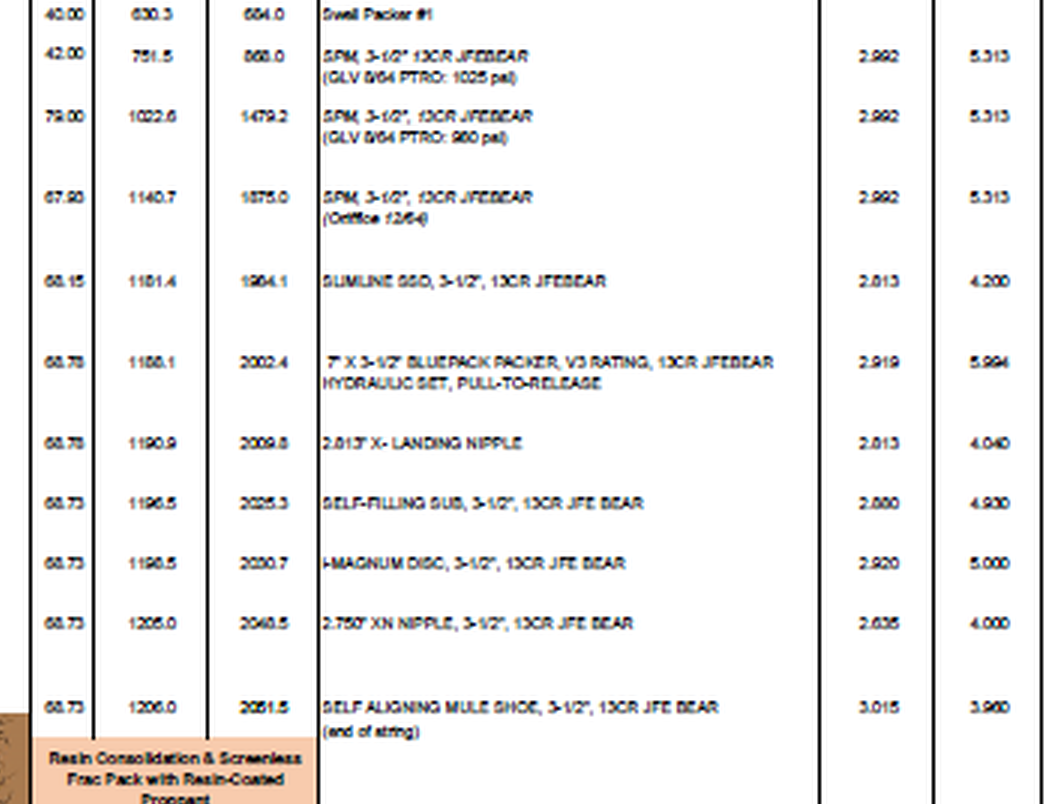 40.00 630.3 664.0 Swell Packer #1
42.00 751.5 868.0 SPM, 3-1/2" 13CR JFEBEAR 2.992 5.313
(GLV 8/64 PTRO: 1025 psi)
79.00 1022.6 1479.2 SPM, 3-1/2", 13CR JFEBEAR 2.992 5.313
(GLV 8/64 PTRO: 980 psi)
67.93 1140.7 1875.0 SPM, 3-1/2", 13CR JFEBEAR 2.992 5.313
(Oriffice 12/64)
68.15 1181.4 1984.1 SLIMLINE SSD, 3-1/2", 13CR JFEBEAR 2.813 4.200
68.78 1188.1 2002.4 7" X 3-1/2" BLUEPACK PACKER, V3 RATING, 13CR JFEBEAR 2.919 5.994
HYDRAULIC SET, PULL-TO-RELEASE
68.78 1190.9 2009.8 2.813" X- LANDING NIPPLE 2.813 4.040
68.73 1196.5 2025.3 SELF-FILLING SUB, 3-1/2", 13CR JFE BEAR 2.880 4.930
68.73 1198.5 2030.7 I-MAGNUM DISC, 3-1/2", 13CR JFE BEAR 2.920 5.000
68.73 1205.0 2048.5 2.750" XN NIPPLE, 3-1/2", 13CR JFE BEAR 2.635 4.000
68.73 1206.0 2051.5 SELF ALIGNING MULE SHOE, 3-1/2", 13CR JFE BEAR 3.015 3.960
(end of string)
Resin Consolidation & Screenless
Frac Pack with Resin-Coated
Proppant